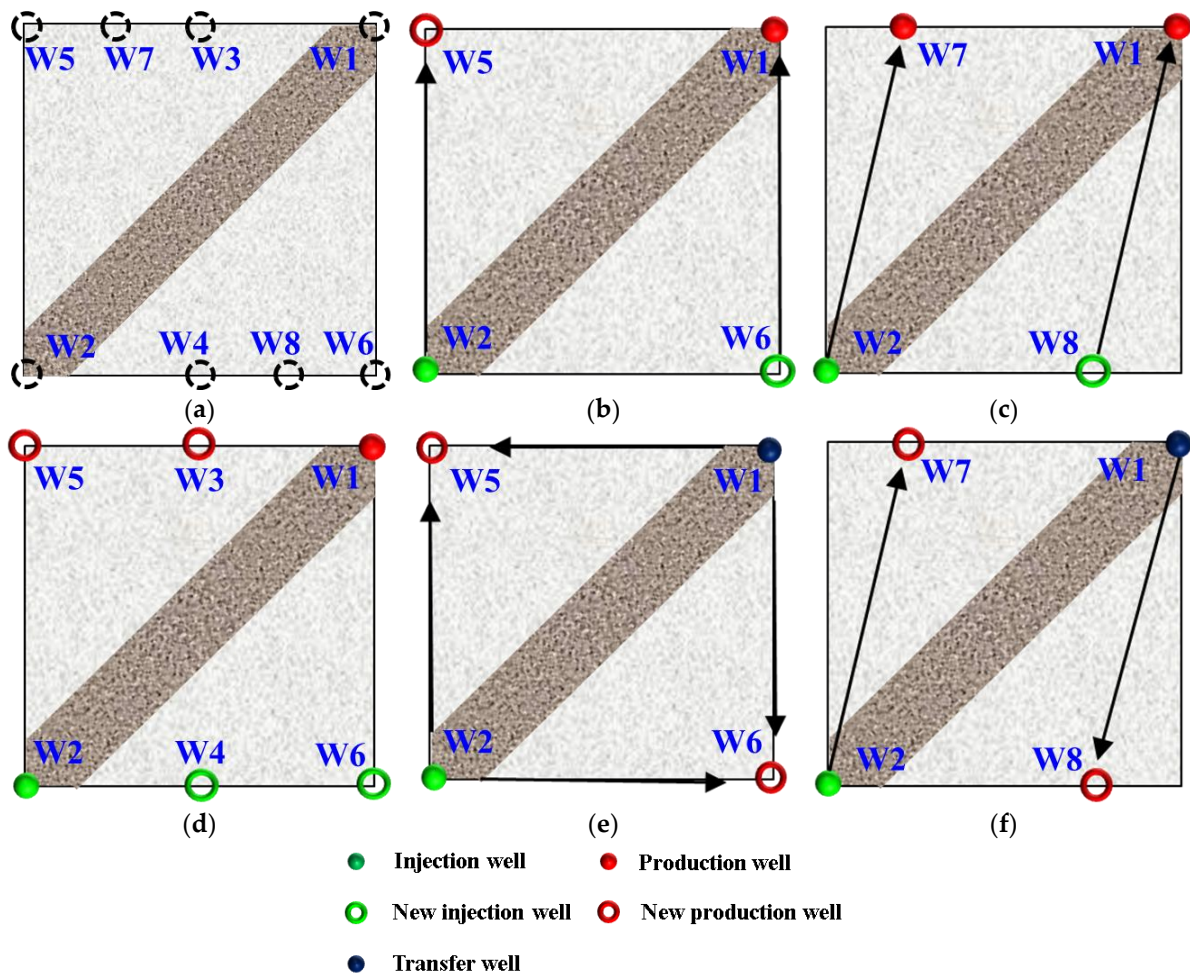 W5 W7 W3 W1
W2 W4 W8 W6
(a)
W5 W1
W2 W6
(b)
W7 W1
W2 W8
(c)
W5 W3 W1
W2 W4 W6
(d)
W5 W1
W2 W6
(e)
W7 W1
W2 W8
(f)
Injection well
Production well
New injection well
New production well
Transfer well